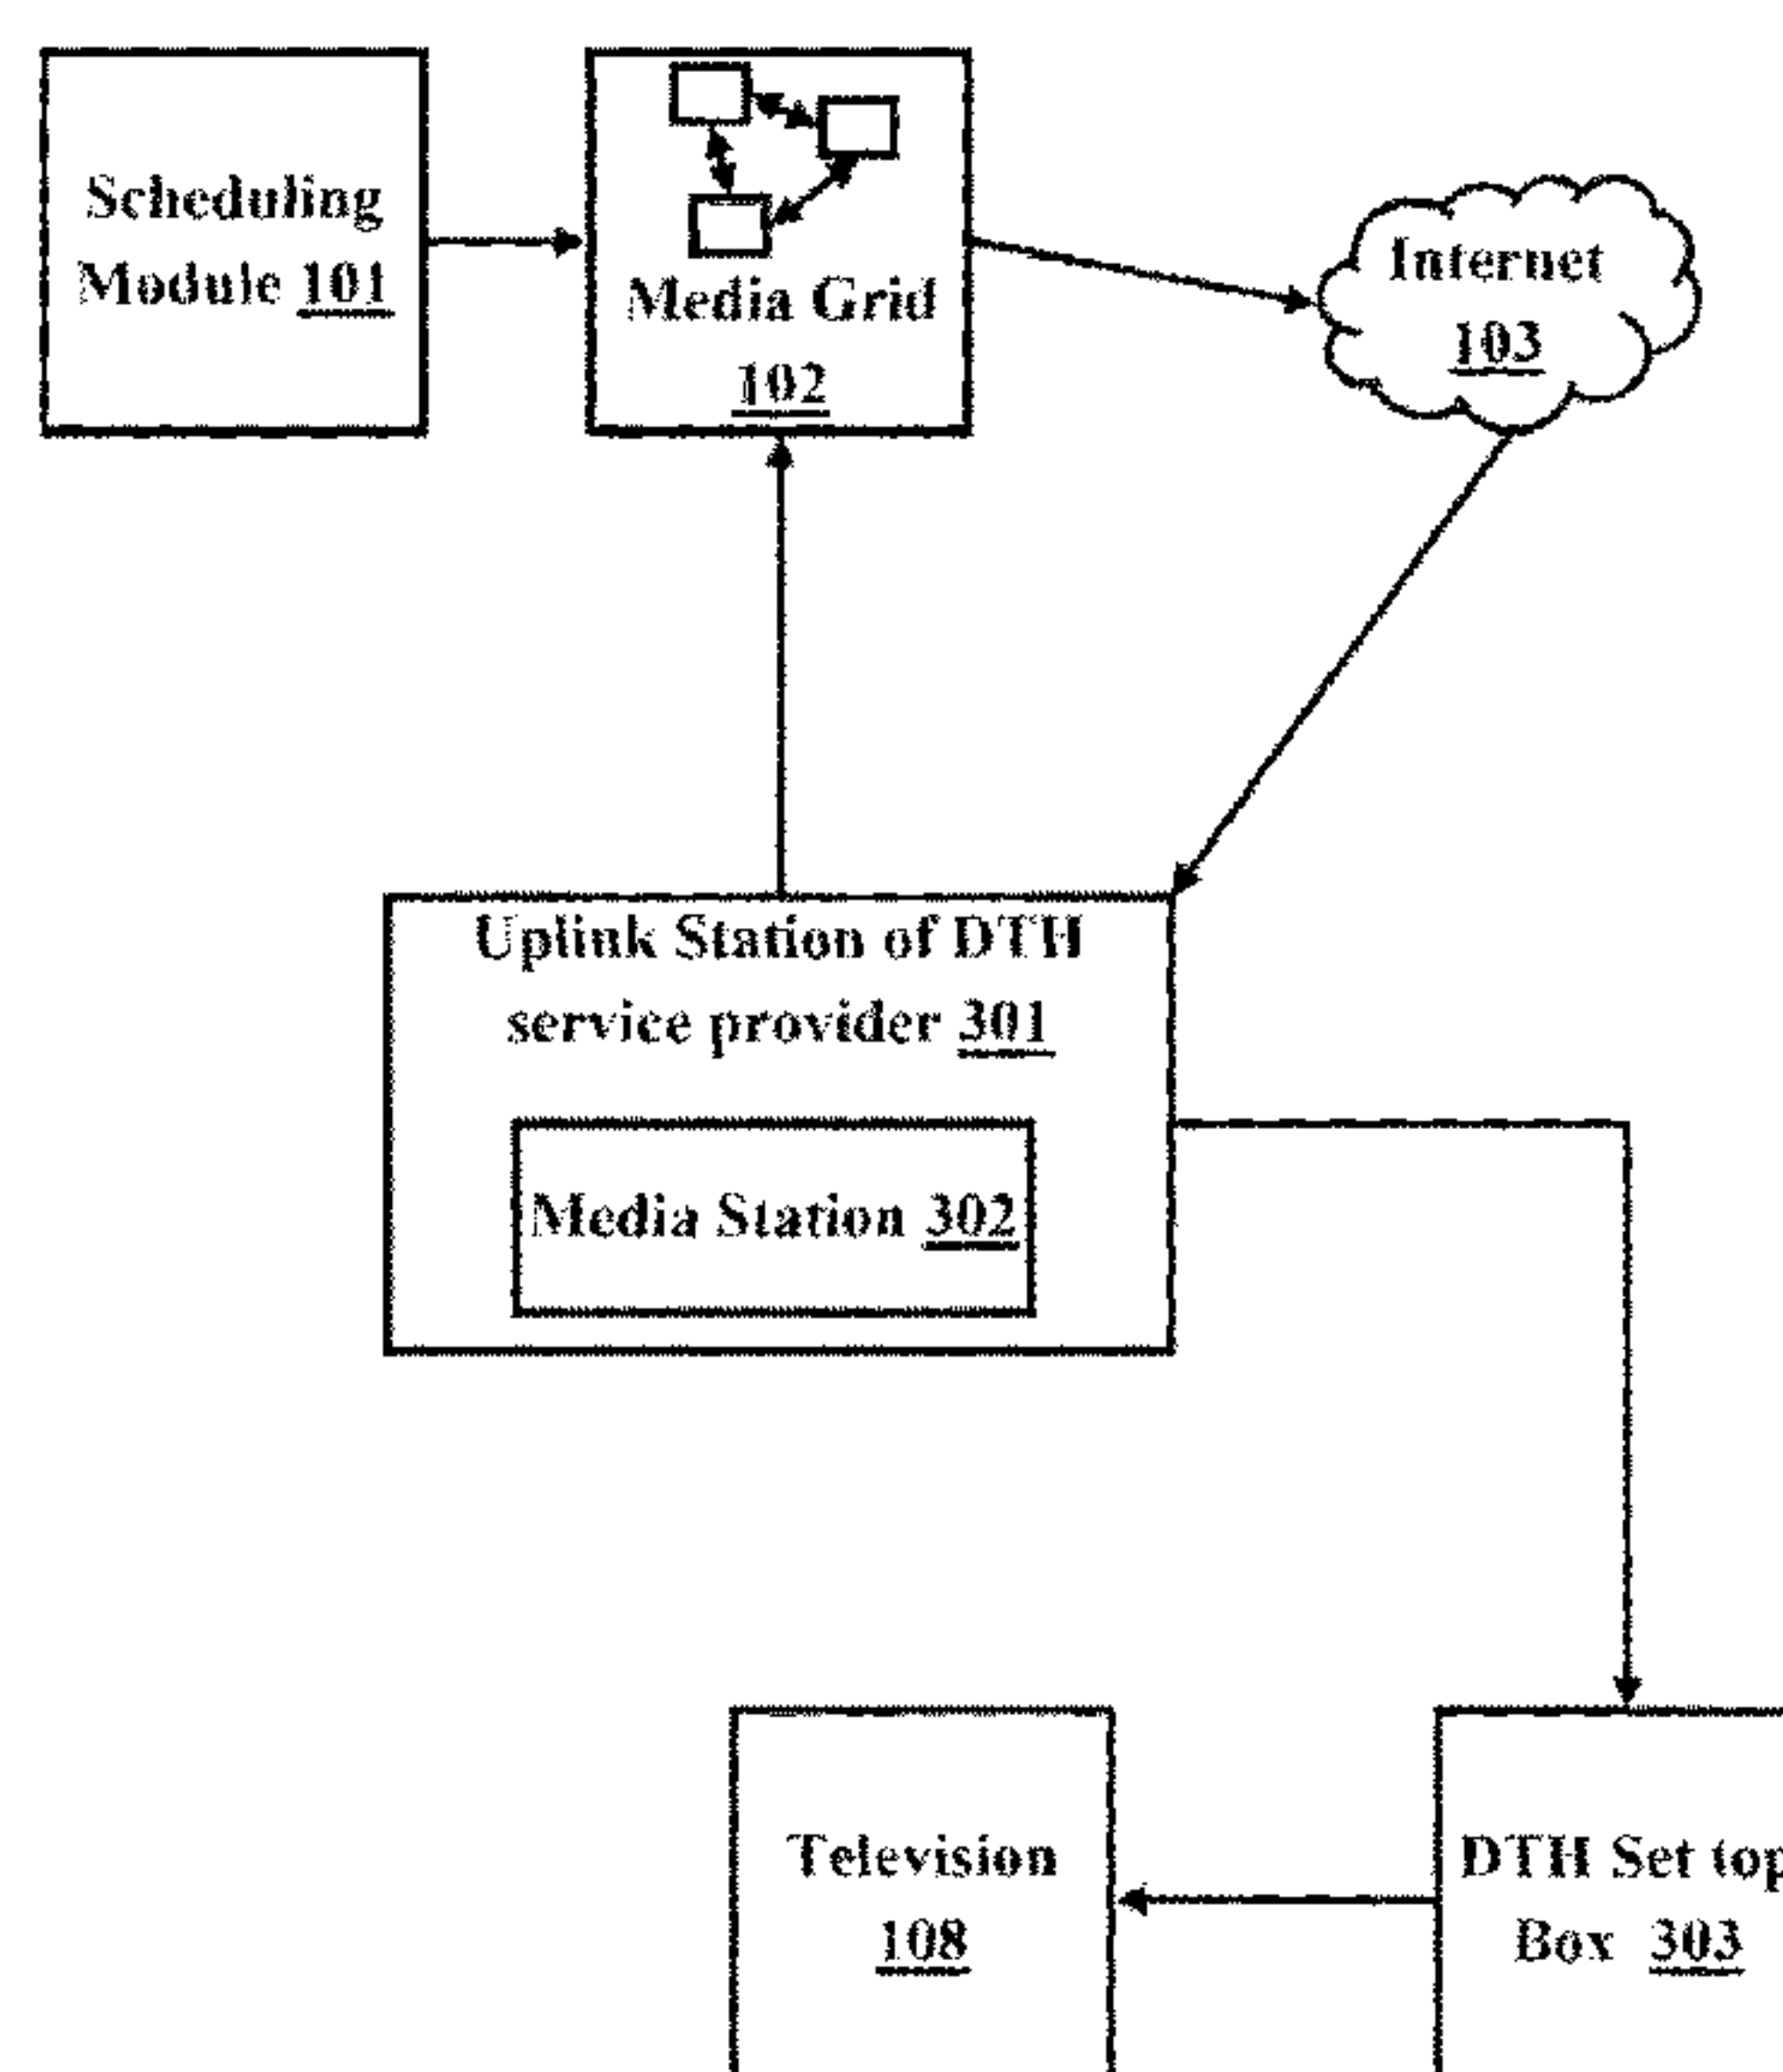 Scheduling
Module 101
Media Grid
102
Internet
103
Uplink Station of DTH
service provider 301
Media Station 302
Television
108
DTH Set top
Box 303